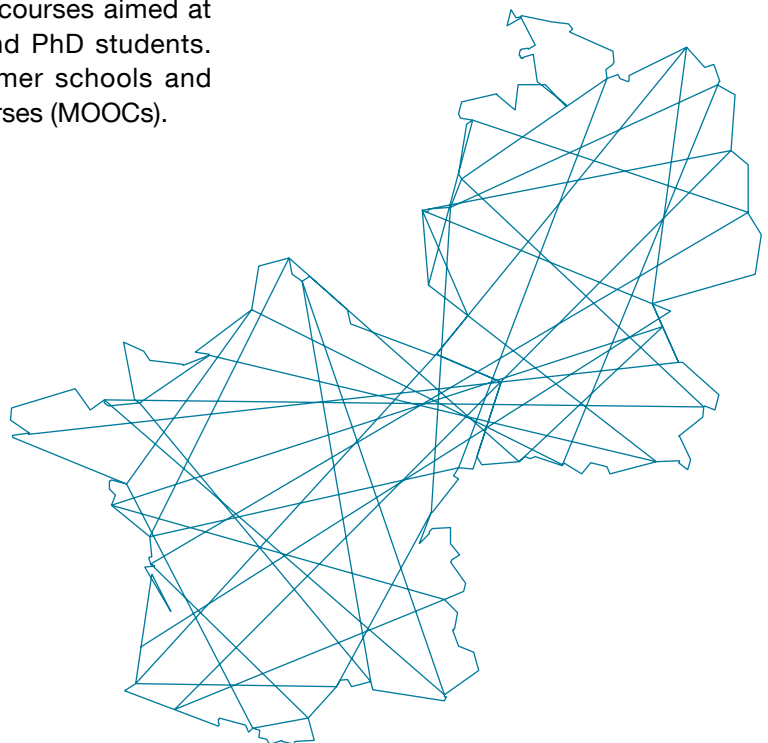 courses aimed at
nd PhD students.
mer schools and
rses (MOOCs).